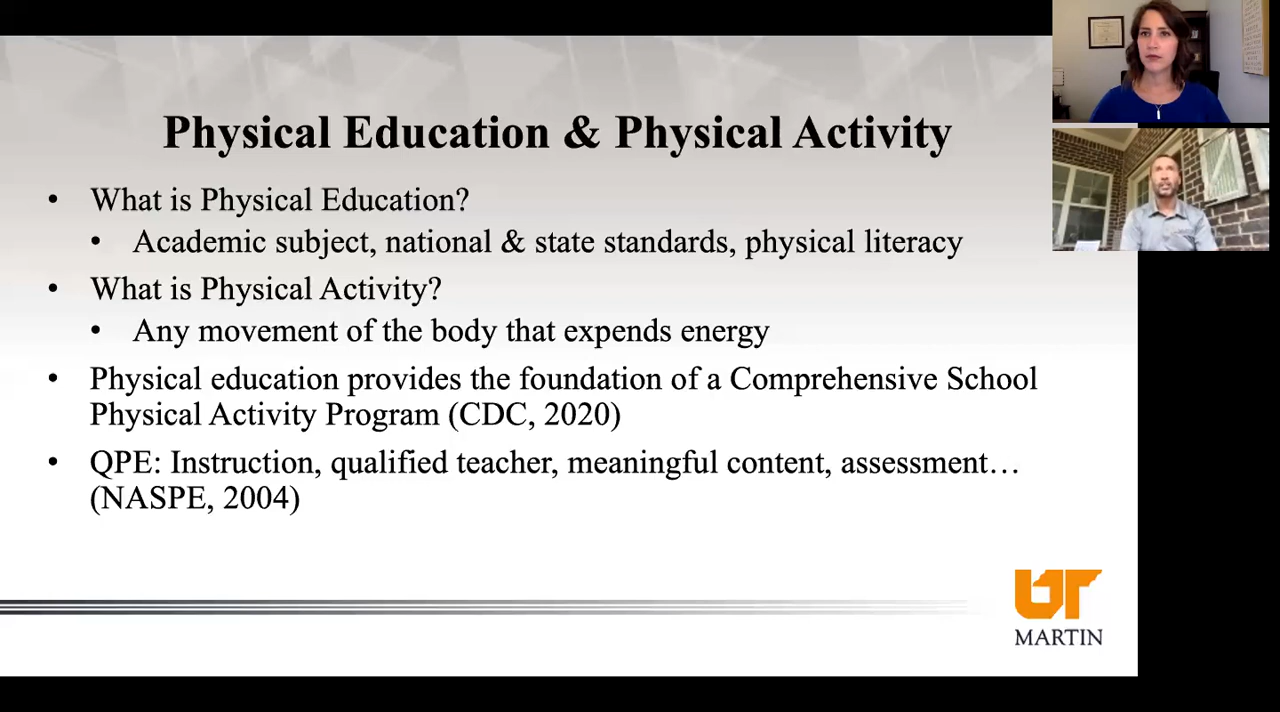 Physical Education & Physical Activity
• What is Physical Education?
• Academic subject, national & state standards, physical literacy
• What is Physical Activity?
• Any movement of the body that expends energy
• Physical education provides the foundation of a Comprehensive School
Physical Activity Program (CDC, 2020)
• QPE: Instruction, qualified teacher, meaningful content, assessment…
(NASPE, 2004)
UT
MARTIN